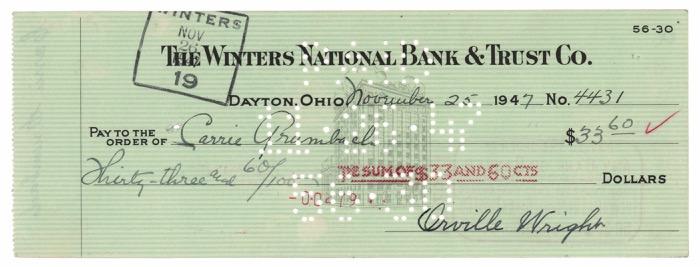 WINTERS
NOV
26
19
56-30
THE WINTERS NATIONAL BANK & TRUST CO.
DAYTON, OHIO November 25 1947 No. 4431
PAY TO THE ORDER OF Carrie Grumbach $33 60
Thirty-three and 60/100 THE SUM OF $33 AND 60 CTS DOLLARS
Orville Wright